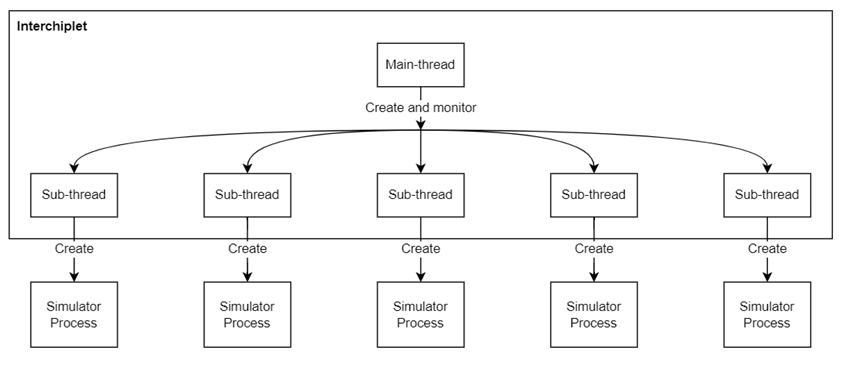 Interchiplet
Main-thread
Create and monitor
Sub-thread
Sub-thread
Sub-thread
Sub-thread
Sub-thread
Create
Create
Create
Create
Create
Simulator
Process
Simulator
Process
Simulator
Process
Simulator
Process
Simulator
Process